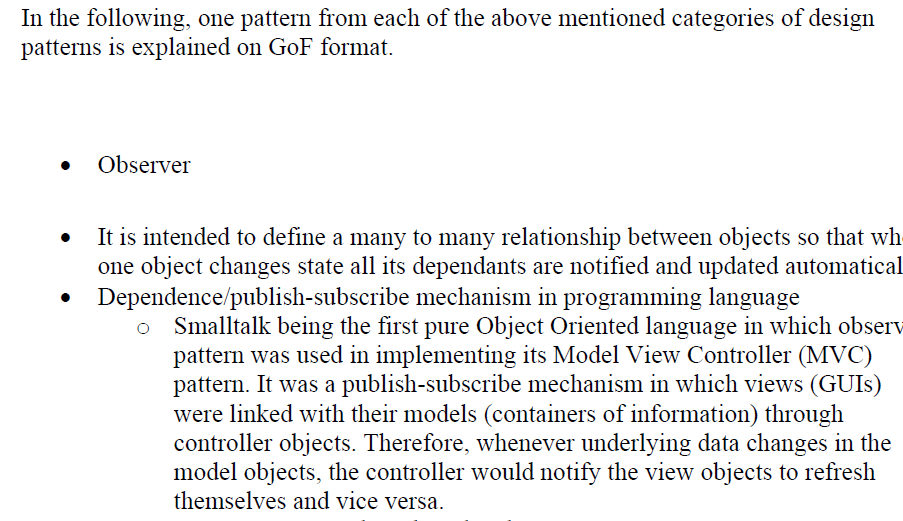 In the following, one pattern from each of the above mentioned categories of design
patterns is explained on GoF format.
• Observer
• It is intended to define a many to many relationship between objects so that
one object changes state all its dependants are notified and updated
• Dependence/publish-subscribe mechanism in programming language
o Smalltalk being the first pure Object Oriented language in which
pattern was used in implementing its Model View Controller (MVC)
pattern. It was a publish-subscribe mechanism in which views (GUIs)
were linked with their models (containers of information) through
controller objects. Therefore, whenever underlying data changes in the
model objects, the controller would notify the view objects to refresh
themselves and vice versa.